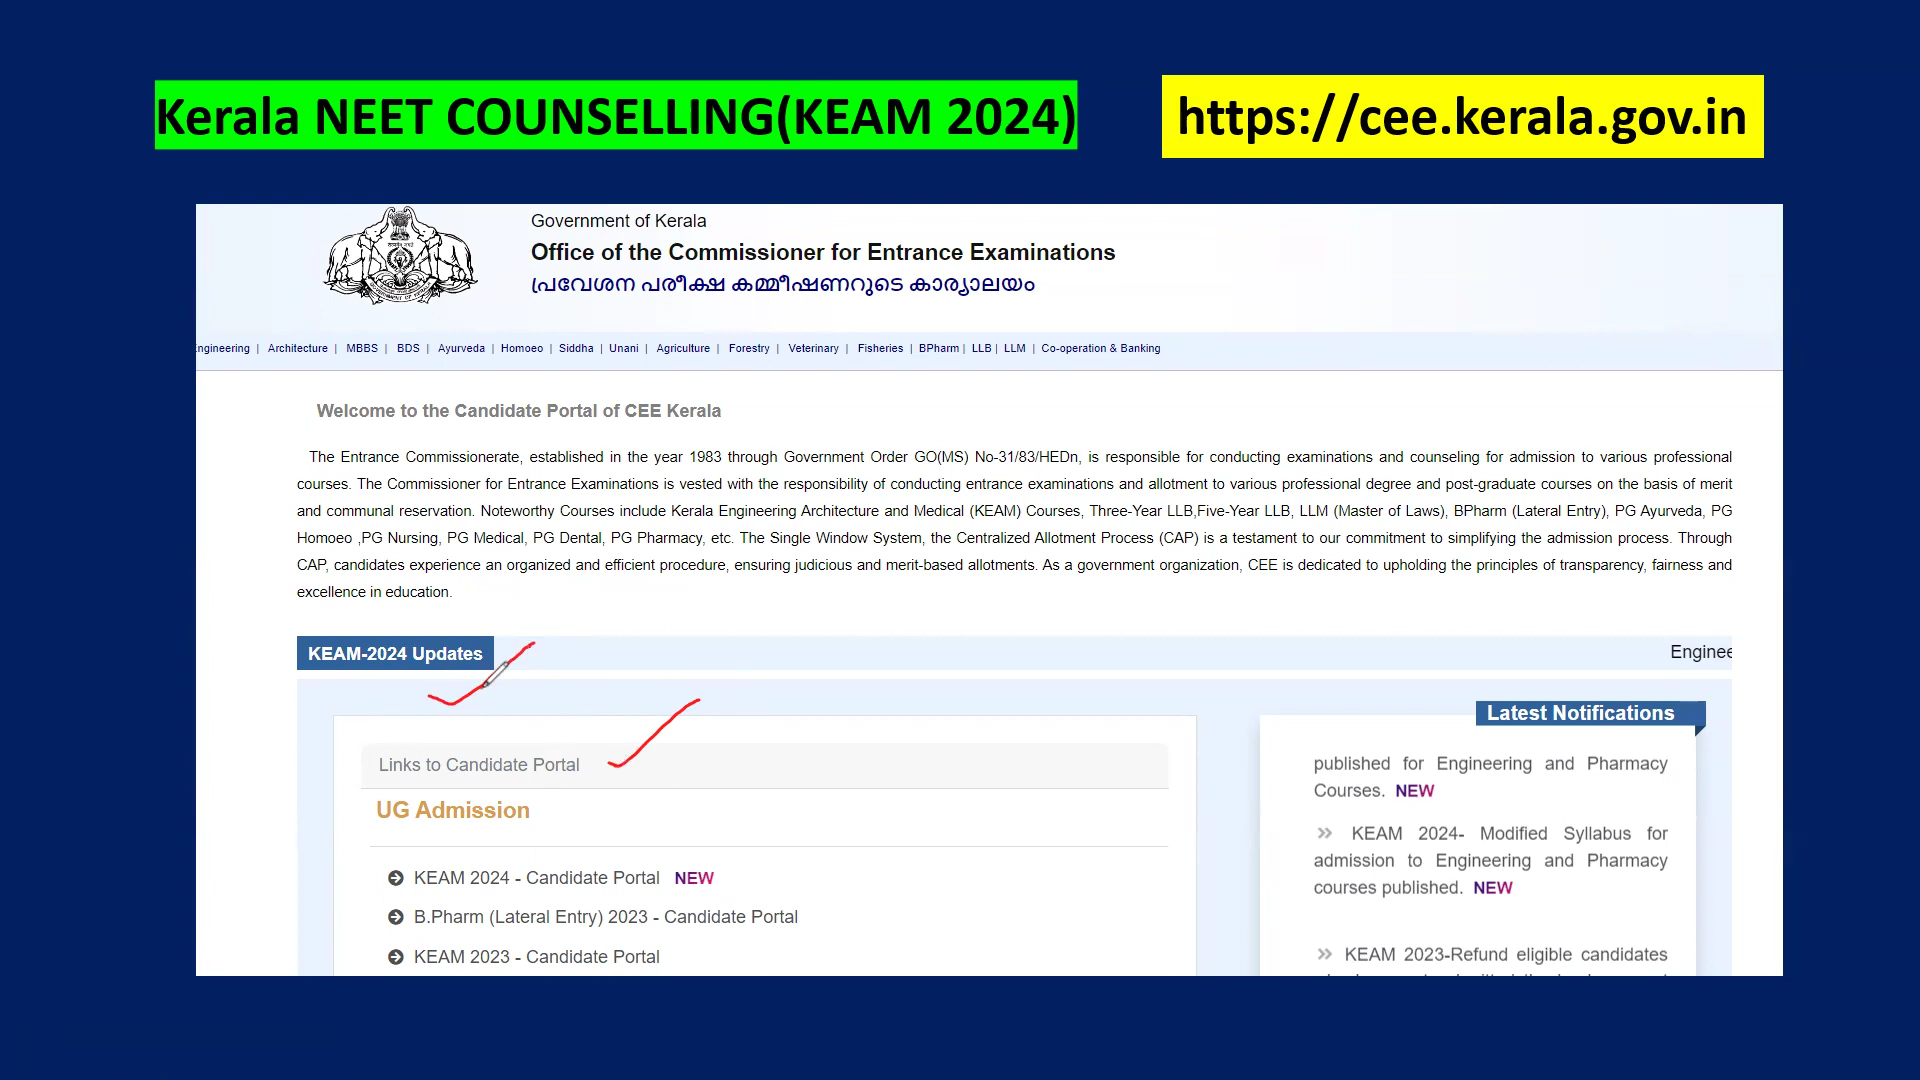 Kerala NEET COUNSELLING(KEAM 2024)
https://cee.kerala.gov.in
Government of Kerala
Office of the Commissioner for Entrance Examinations
പ്രവേശന പരീക്ഷ കമ്മീഷണറുടെ കാര്യാലയം
ngineering | Architecture | MBBS | BDS | Ayurveda | Homoeo | Siddha | Unani | Agriculture | Forestry | Veterinary | Fisheries | BPharm | LLB | LLM | Co-operation & Banking
Welcome to the Candidate Portal of CEE Kerala
The Entrance Commissionerate, established in the year 1983 through Government Order GO(MS) No-31/83/HEDn, is responsible for conducting examinations and counseling for admission to various professional
courses. The Commissioner for Entrance Examinations is vested with the responsibility of conducting entrance examinations and allotment to various professional degree and post-graduate courses on the basis of merit
and communal reservation. Noteworthy Courses include Kerala Engineering Architecture and Medical (KEAM) Courses, Three-Year LLB,Five-Year LLB, LLM (Master of Laws), BPharm (Lateral Entry), PG Ayurveda, PG
Homoeo ,PG Nursing, PG Medical, PG Dental, PG Pharmacy, etc. The Single Window System, the Centralized Allotment Process (CAP) is a testament to our commitment to simplifying the admission process. Through
CAP, candidates experience an organized and efficient procedure, ensuring judicious and merit-based allotments. As a government organization, CEE is dedicated to upholding the principles of transparency, fairness and
excellence in education.
KEAM-2024 Updates
Enginee
Links to Candidate Portal
UG Admission
KEAM 2024 - Candidate Portal NEW
B.Pharm (Lateral Entry) 2023 - Candidate Portal
KEAM 2023 - Candidate Portal
Latest Notifications
published for Engineering and Pharmacy
Courses. NEW
KEAM 2024- Modified Syllabus for
admission to Engineering and Pharmacy
courses published. NEW
KEAM 2023-Refund eligible candidates